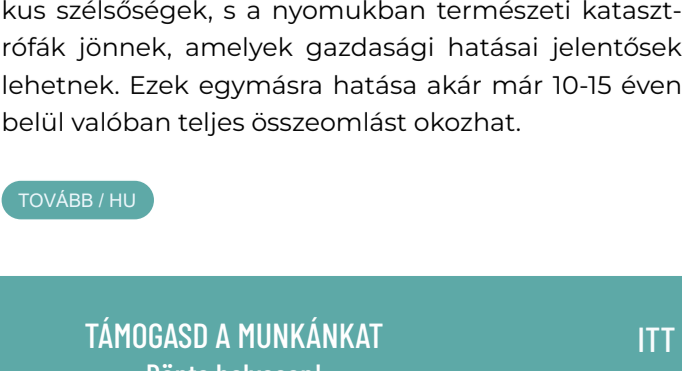 kus szélsőségek, s a nyomukban természeti kataszt-
rófák jönnek, amelyek gazdasági hatásai jelentősek
lehetnek. Ezek egymásra hatása akár már 10-15 éven
belül valóban teljes összeomlást okozhat.
TOVÁBB / HU
TÁMOGASD A MUNKÁNKAT
ITT